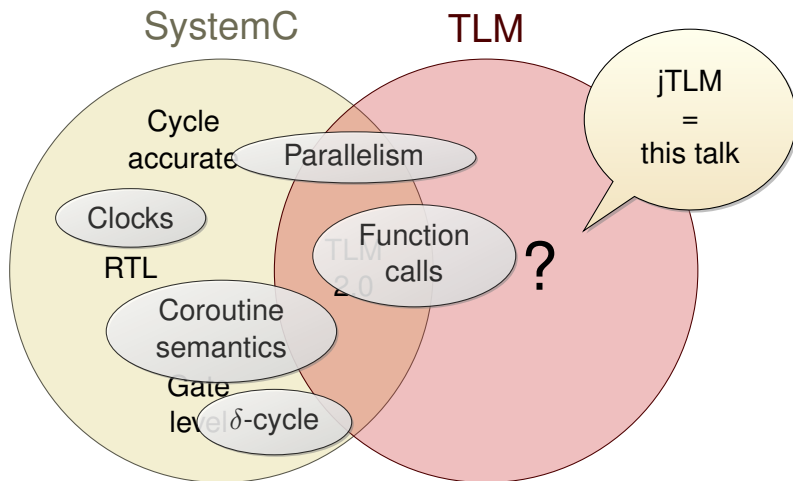 SystemC
TLM
jTLM
=
this talk
Cycle
accurate
Parallelism
Clocks
Function
calls
TLM
2.0
?
RTL
Coroutine
semantics
Gate
level
δ-cycle